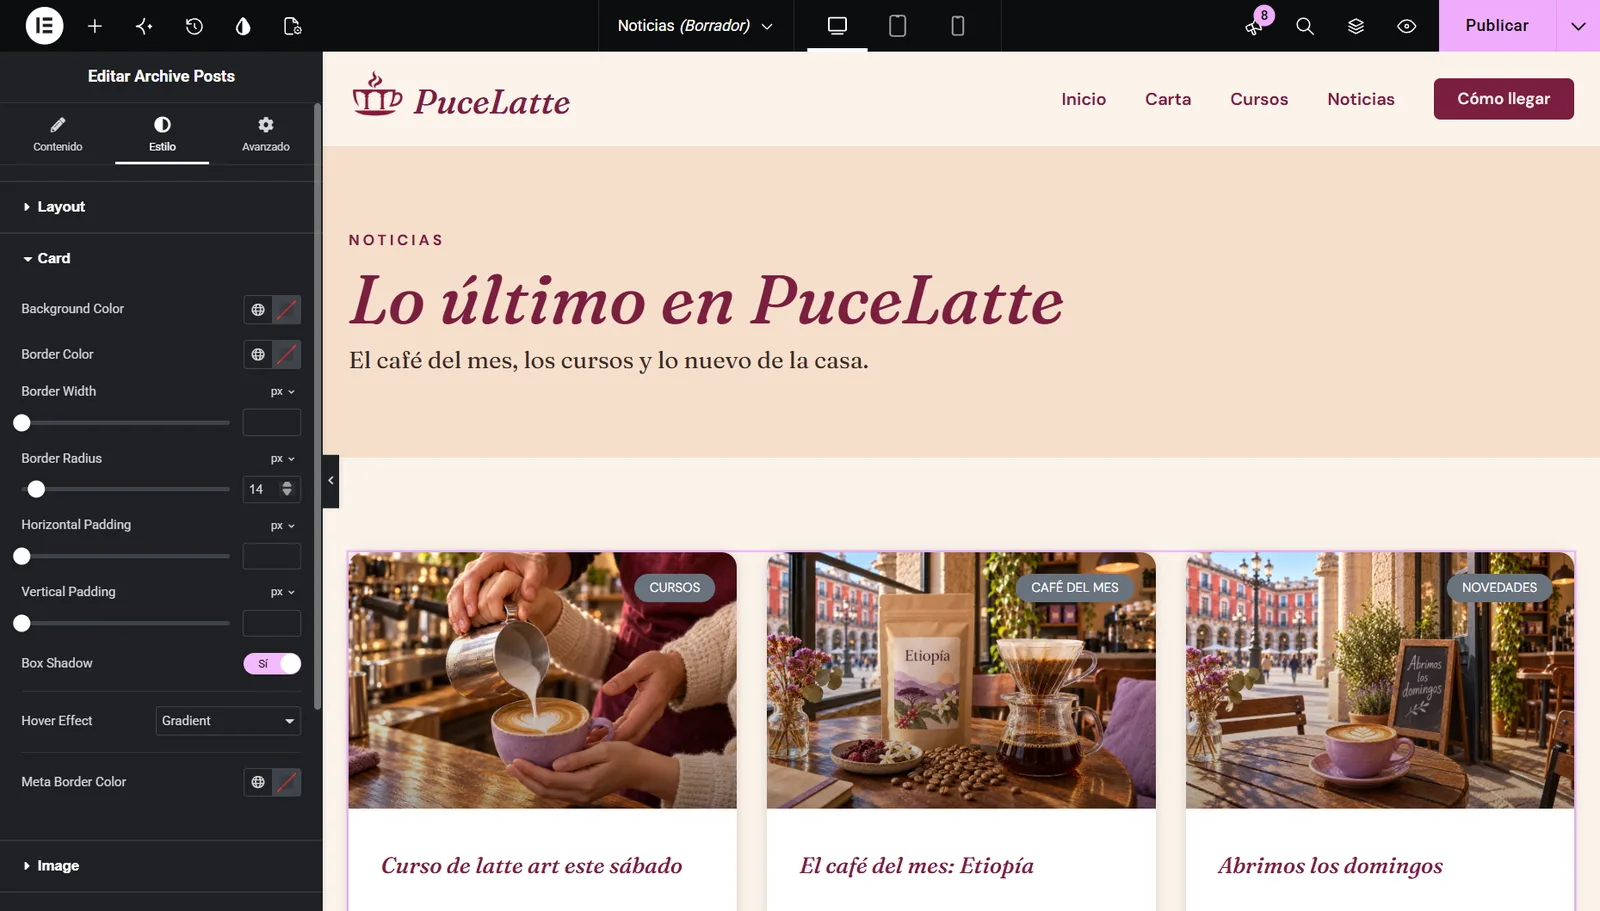 Noticias (Borrador)
8
Publicar
Editar Archive Posts
Contenido
Estilo
Avanzado
Layout
Card
Background Color
Border Color
Border Width
px
Border Radius
px
14
Horizontal Padding
px
Vertical Padding
px
Box Shadow
Sí
Hover Effect
Gradient
Meta Border Color
Image
PuceLatte
Inicio
Carta
Cursos
Noticias
Cómo llegar
NOTICIAS
Lo último en PuceLatte
El café del mes, los cursos y lo nuevo de la casa.
CURSOS
Curso de latte art este sábado
CAFÉ DEL MES
Etiopía
El café del mes: Etiopía
NOVEDADES
Abrimos
los
domingos
Abrimos los domingos